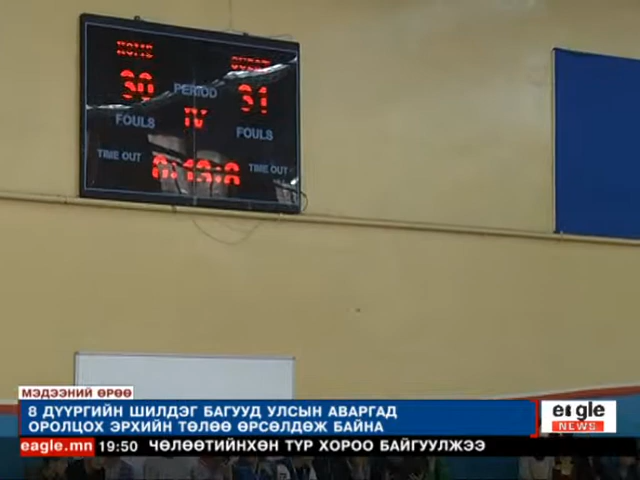 HOME
GUEST
30
PERIOD
31
FOULS
IV
FOULS
TIME OUT
TIME OUT
МЭДЭЭНИЙ ӨРӨӨ
8 ДҮҮРГИЙН ШИЛДЭГ БАГУУД УЛСЫН АВАРГАД
ОРОЛЦОХ ЭРХИЙН ТӨЛӨӨ ӨРСӨЛДӨЖ БАЙНА
eagle
NEWS
eagle.mn 19:50 ЧӨЛӨӨТИЙНХЭН ТҮР ХОРОО БАЙГУУЛЖЭЭ